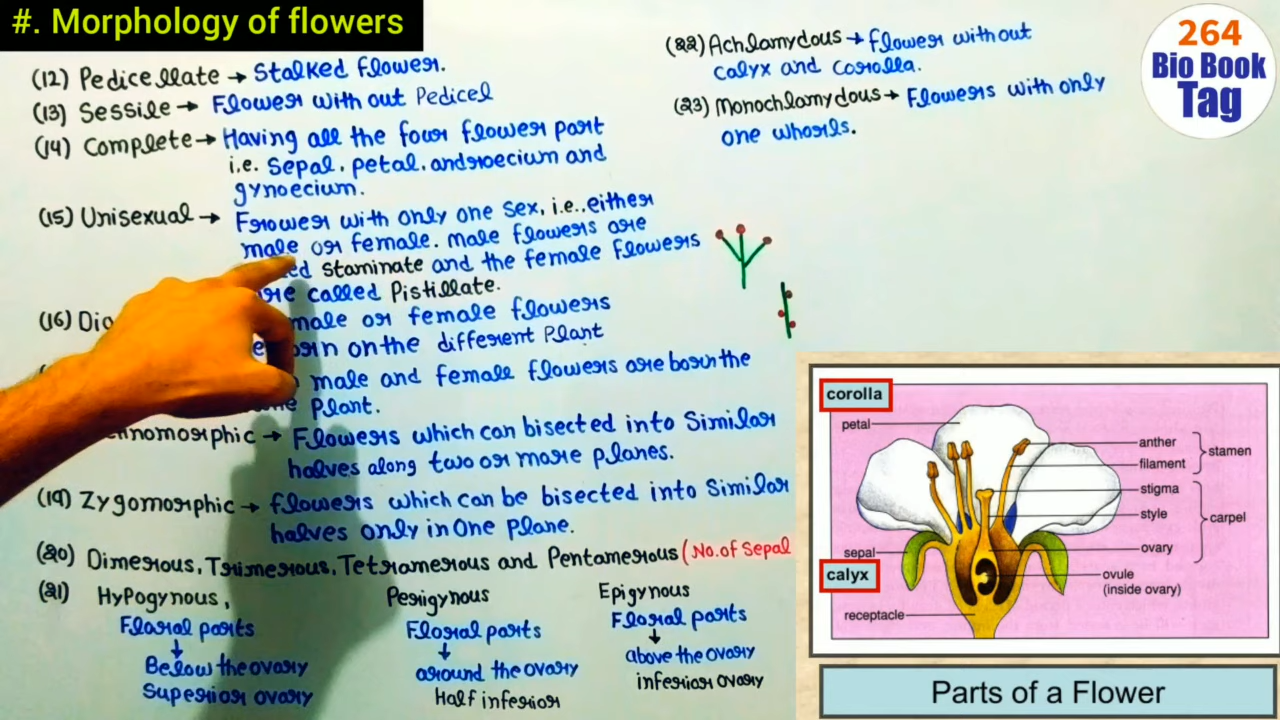 #. Morphology of flowers
(12) Pedicellate → Stalked flower.
(13) Sessile → Flower with out Pedicel
(14) Complete → Having all the four flower part
i.e. Sepal, petal, androecium and
gynoecium.
(15) Unisexual → Frower with only one sex, i.e., either
male or female. male flowers are
ed Staminate and the female flowers
are called Pistillate.
(16) Dio male or female flowers
born on the different Plant
male and female flowers are born the
Plant.
nomorphic → Flowers which can bisected into Similar
halves along two or more planes.
(19) Zygomorphic → flowers which can be bisected into Similar
halves only in One plane.
(20) Dimerous, Trimerous, Tetramerous and Pentamerous (No. of Sepal
(21) HyPogynous, Perigynous Epigynous
Flaral parts Floral parts Floral parts
↓ ↓ ↓
Below the ovary around the ovary above the ovary
Superior ovary Half inferior inferior ovary
(22) Achlamydous → flower without
calyx and corolla.
(23) Monochlamydous → Flowers with only
one whorls.
264
Bio Book
Tag
corolla
petal
sepal
calyx
receptacle
anther
filament
stamen
stigma
style
carpel
ovary
ovule
(inside ovary)
Parts of a Flower